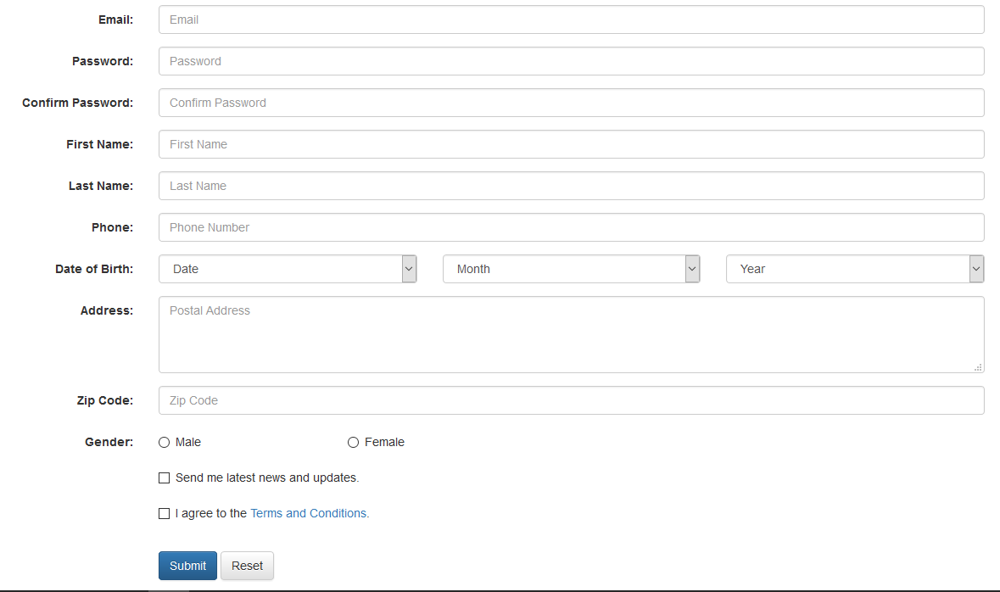 Email: Email
Password: Password
Confirm Password: Confirm Password
First Name: First Name
Last Name: Last Name
Phone: Phone Number
Date of Birth: Date Month Year
Address: Postal Address
Zip Code: Zip Code
Gender: Male Female
Send me latest news and updates.
I agree to the Terms and Conditions.
Submit Reset